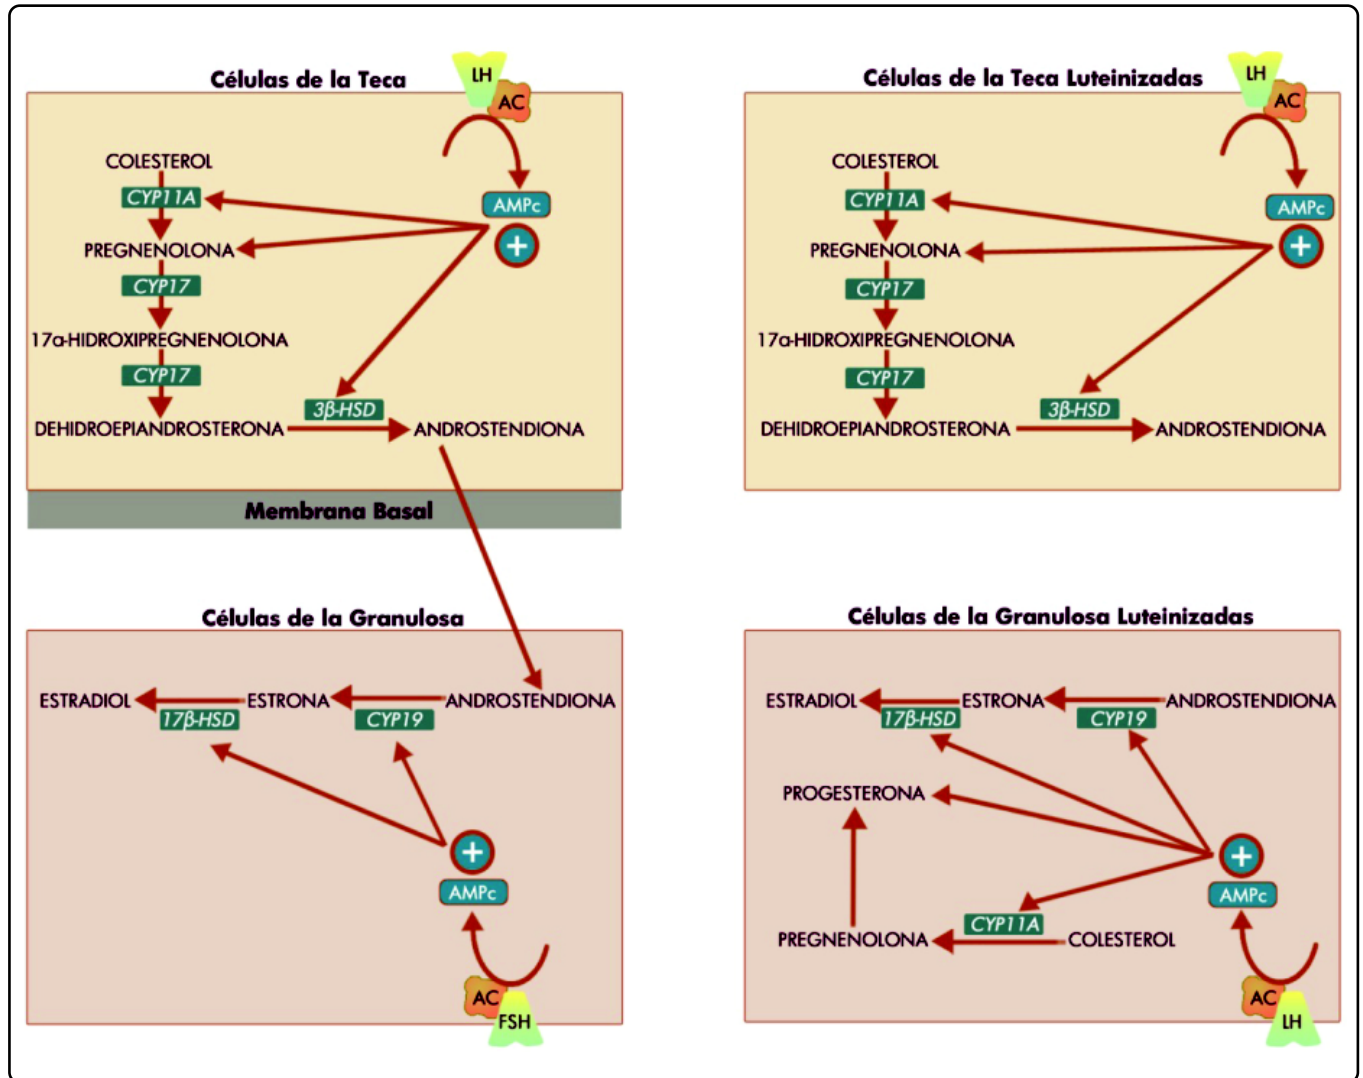 Células de la Teca
LH
AC
COLESTEROL
CYP11A
AMPc
+
PREGNENOLONA
CYP17
17α-HIDROXIPREGNENOLONA
CYP17
3β-HSD
DEHIDROEPIANDROSTERONA
ANDROSTENDIONA
Membrana Basal
Células de la Teca Luteinizadas
LH
AC
COLESTEROL
CYP11A
AMPc
+
PREGNENOLONA
CYP17
17α-HIDROXIPREGNENOLONA
CYP17
3β-HSD
DEHIDROEPIANDROSTERONA
ANDROSTENDIONA
Células de la Granulosa
ESTRADIOL
ESTRONA
ANDROSTENDIONA
17β-HSD
CYP19
+
AMPc
AC
FSH
Células de la Granulosa Luteinizadas
ESTRADIOL
ESTRONA
ANDROSTENDIONA
17β-HSD
CYP19
PROGESTERONA
+
AMPc
CYP11A
PREGNENOLONA
COLESTEROL
AC
LH